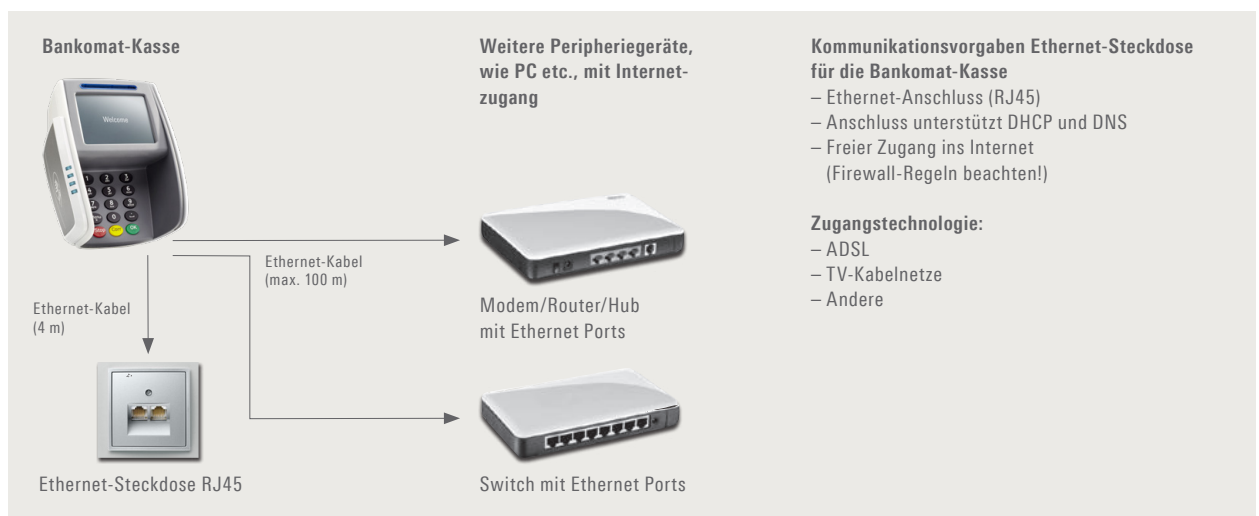 Bankomat-Kasse
Welcome
Ethernet-Kabel
(4 m)
Ethernet-Steckdose RJ45
Ethernet-Kabel
(max. 100 m)
Weitere Peripheriegeräte,
wie PC etc., mit Internet-
zugang
Modem/Router/Hub
mit Ethernet Ports
Switch mit Ethernet Ports
Kommunikationsvorgaben Ethernet-Steckdose
für die Bankomat-Kasse
– Ethernet-Anschluss (RJ45)
– Anschluss unterstützt DHCP und DNS
– Freier Zugang ins Internet
(Firewall-Regeln beachten!)
Zugangstechnologie:
– ADSL
– TV-Kabelnetze
– Andere